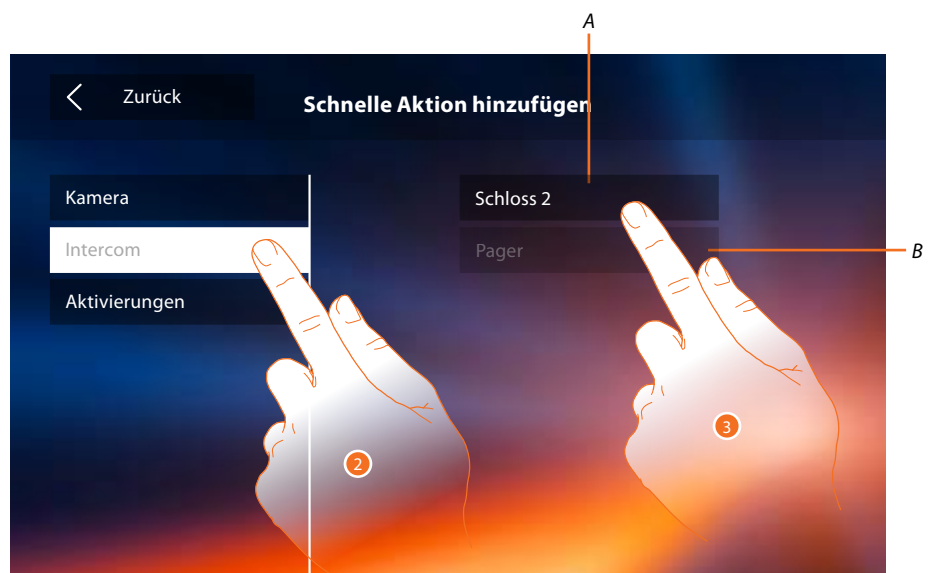 A
Zurück
Schnelle Aktion hinzufügen
Kamera
Schloss 2
Intercom
Pager
B
Aktivierungen
3
2